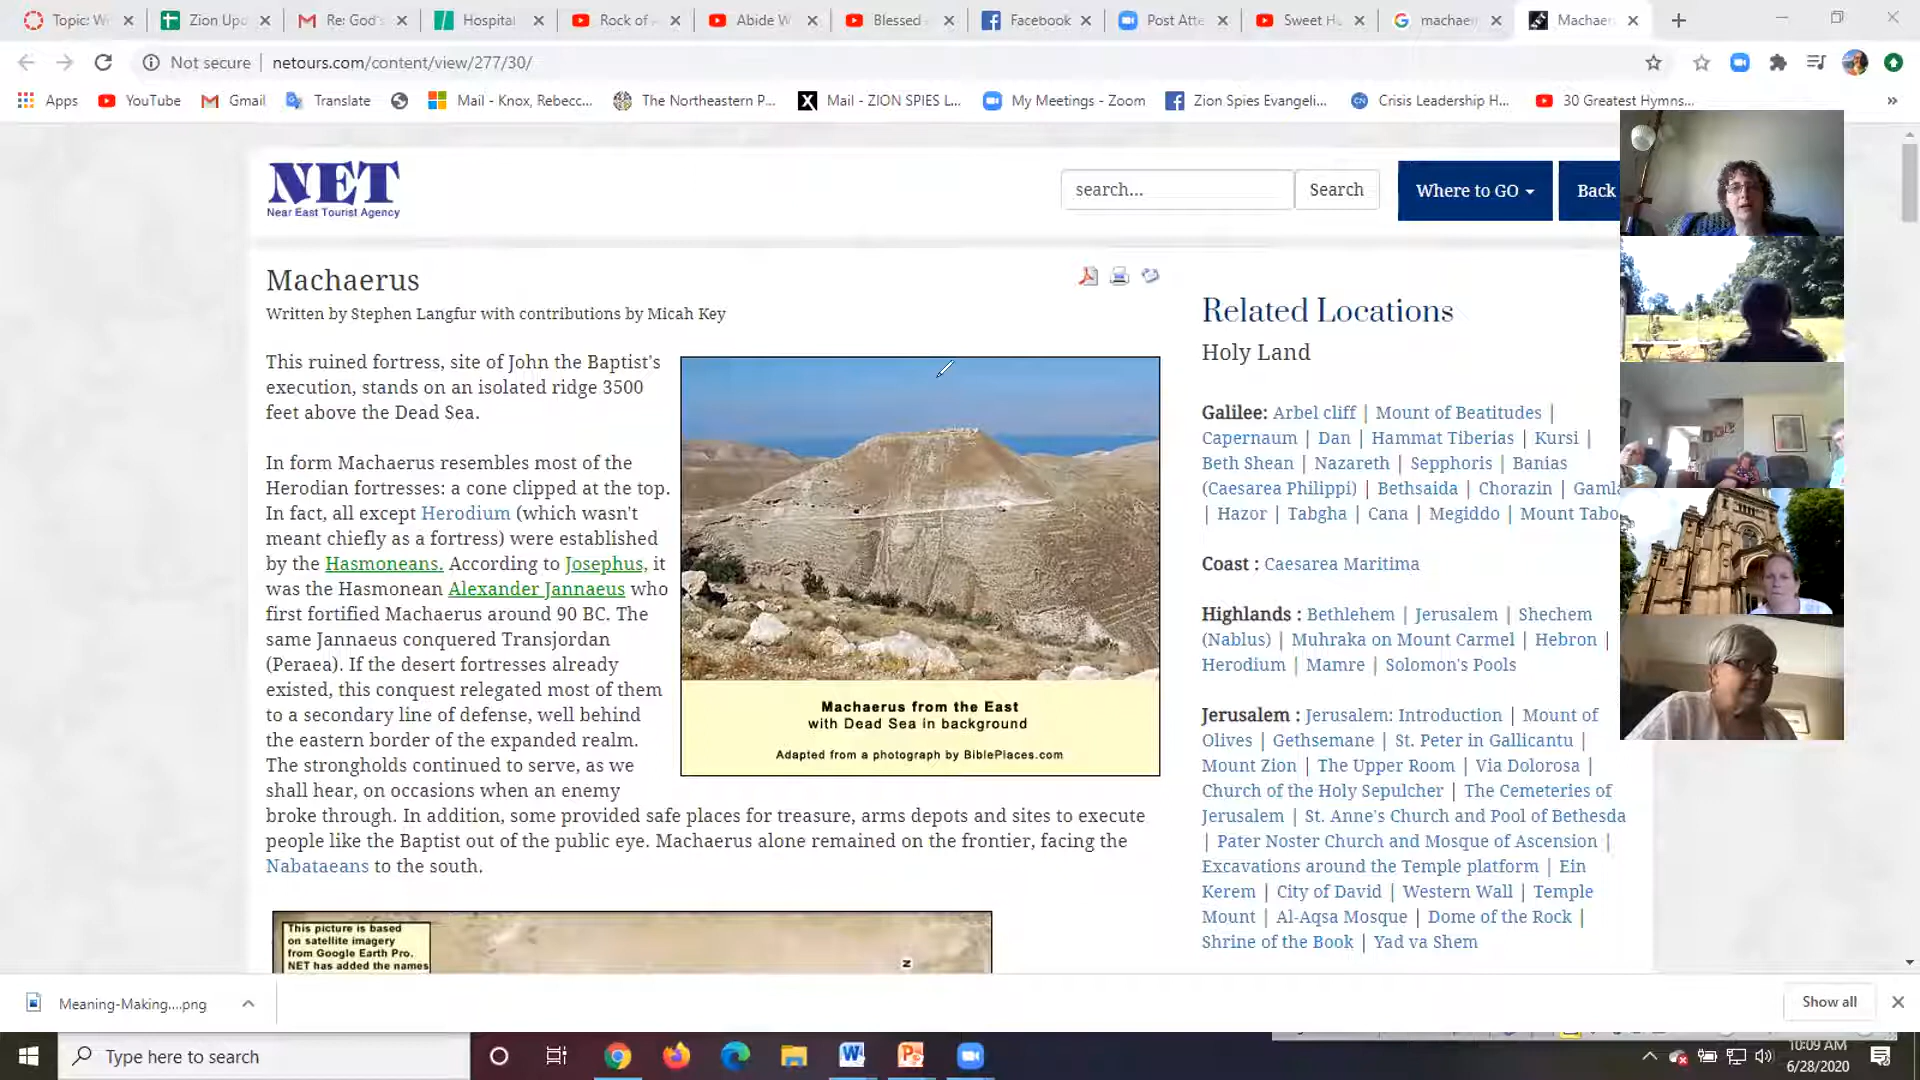 Topic: W
Zion Upo
Re: God's
Hospital
Rock of
Abide W
Blessed
Facebook
Post Atte
Sweet H
machaer
Machaer
Not secure
netours.com/content/view/277/30/
Apps
YouTube
Gmail
Translate
Mail - Knox, Rebecc...
The Northeastern P...
Mail - ZION SPIES L...
My Meetings - Zoom
Zion Spies Evangeli...
Crisis Leadership H...
30 Greatest Hymns...
NET
Near East Tourist Agency
search...
Search
Where to GO
Back
Machaerus
Written by Stephen Langfur with contributions by Micah Key
This ruined fortress, site of John the Baptist's
execution, stands on an isolated ridge 3500
feet above the Dead Sea.
In form Machaerus resembles most of the
Herodian fortresses: a cone clipped at the top.
In fact, all except Herodium (which wasn't
meant chiefly as a fortress) were established
by the Hasmoneans. According to Josephus, it
was the Hasmonean Alexander Jannaeus who
first fortified Machaerus around 90 BC. The
same Jannaeus conquered Transjordan
(Peraea). If the desert fortresses already
existed, this conquest relegated most of them
to a secondary line of defense, well behind
the eastern border of the expanded realm.
The strongholds continued to serve, as we
shall hear, on occasions when an enemy
broke through. In addition, some provided safe places for treasure, arms depots and sites to execute
people like the Baptist out of the public eye. Machaerus alone remained on the frontier, facing the
Nabataeans to the south.
Machaerus from the East
with Dead Sea in background
Adapted from a photograph by BiblePlaces.com
This picture is based
on satellite imagery
from Google Earth Pro.
NET has added the names
N
Related Locations
Holy Land
Galilee: Arbel cliff | Mount of Beatitudes |
Capernaum | Dan | Hammat Tiberias | Kursi |
Beth Shean | Nazareth | Sepphoris | Banias
(Caesarea Philippi) | Bethsaida | Chorazin | Gamla
| Hazor | Tabgha | Cana | Megiddo | Mount Tabo
Coast : Caesarea Maritima
Highlands : Bethlehem | Jerusalem | Shechem
(Nablus) | Muhraka on Mount Carmel | Hebron |
Herodium | Mamre | Solomon's Pools
Jerusalem : Jerusalem: Introduction | Mount of
Olives | Gethsemane | St. Peter in Gallicantu |
Mount Zion | The Upper Room | Via Dolorosa |
Church of the Holy Sepulcher | The Cemeteries of
Jerusalem | St. Anne's Church and Pool of Bethesda
| Pater Noster Church and Mosque of Ascension |
Excavations around the Temple platform | Ein
Kerem | City of David | Western Wall | Temple
Mount | Al-Aqsa Mosque | Dome of the Rock |
Shrine of the Book | Yad va Shem
Meaning-Making....png
Show all
Type here to search
10:09 AM
6/28/2020